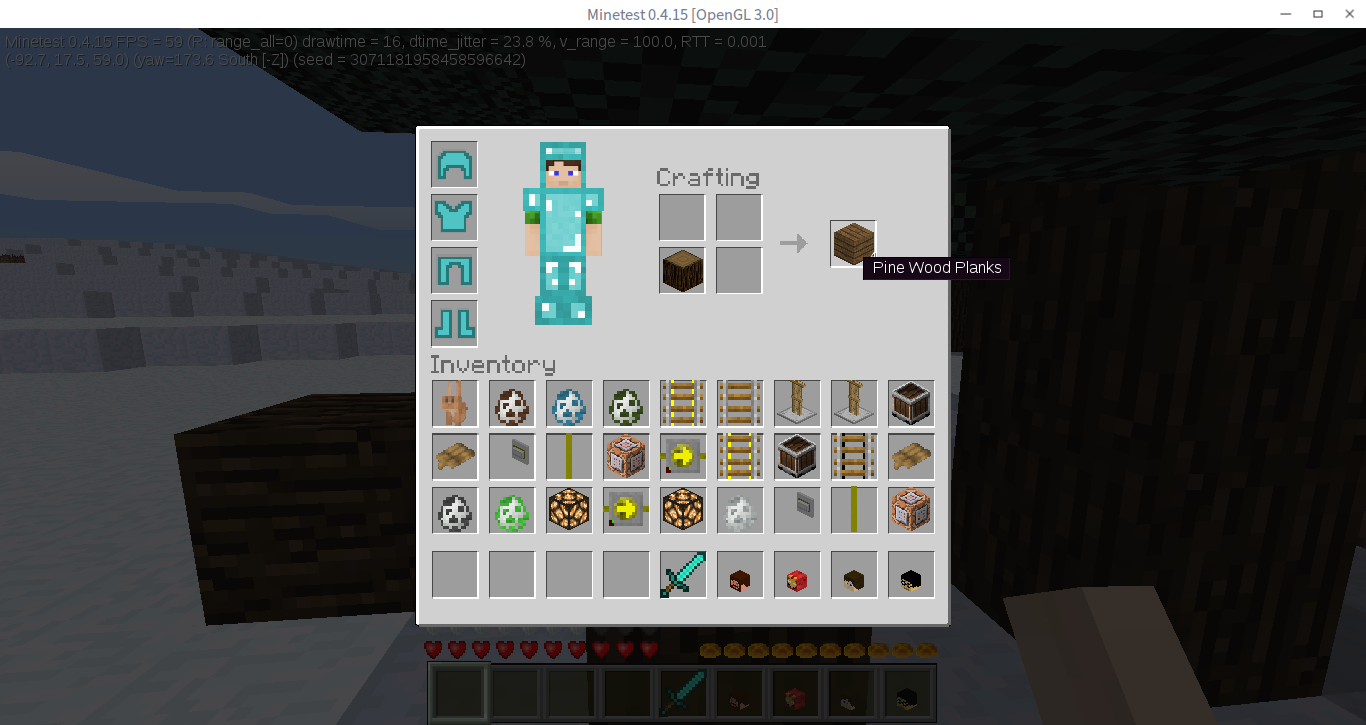 Minetest 0.4.15 [OpenGL 3.0]
Minetest 0.4.15 FPS = 59 (R: range_all=0) drawtime = 16, dtime_jitter = 23.8 %, v_range = 100.0, RTT = 0.001
(-92.7, 17.5, 59.0) (yaw=173.6 South [-Z]) (seed = 3071181958458596642)
Crafting
Pine Wood Planks
Inventory